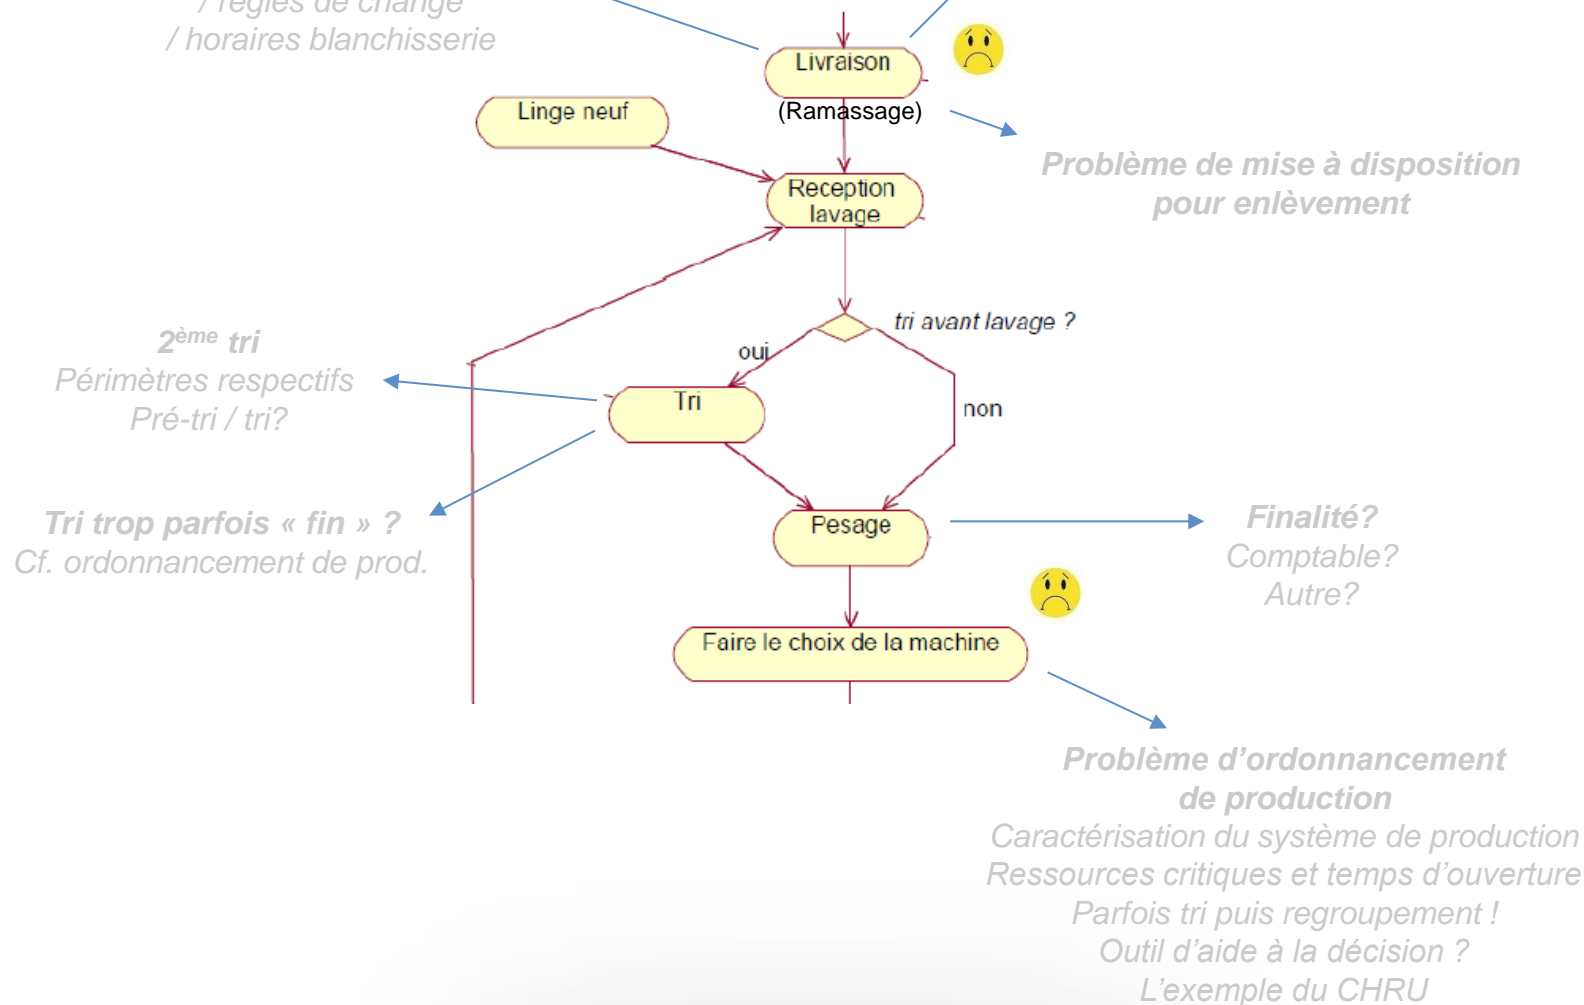 / règles de change
/ horaires blanchisserie
Livraison
(Ramassage)
Linge neuf
Problème de mise à disposition
pour enlèvement
Reception
lavage
tri avant lavage ?
oui
non
2ème tri
Périmètres respectifs
Pré-tri / tri?
Tri
Tri trop parfois « fin » ?
Cf. ordonnancement de prod.
Pesage
Finalité?
Comptable?
Autre?
Faire le choix de la machine
Problème d’ordonnancement
de production
Caractérisation du système de production
Ressources critiques et temps d’ouverture
Parfois tri puis regroupement !
Outil d’aide à la décision ?
L’exemple du CHRU